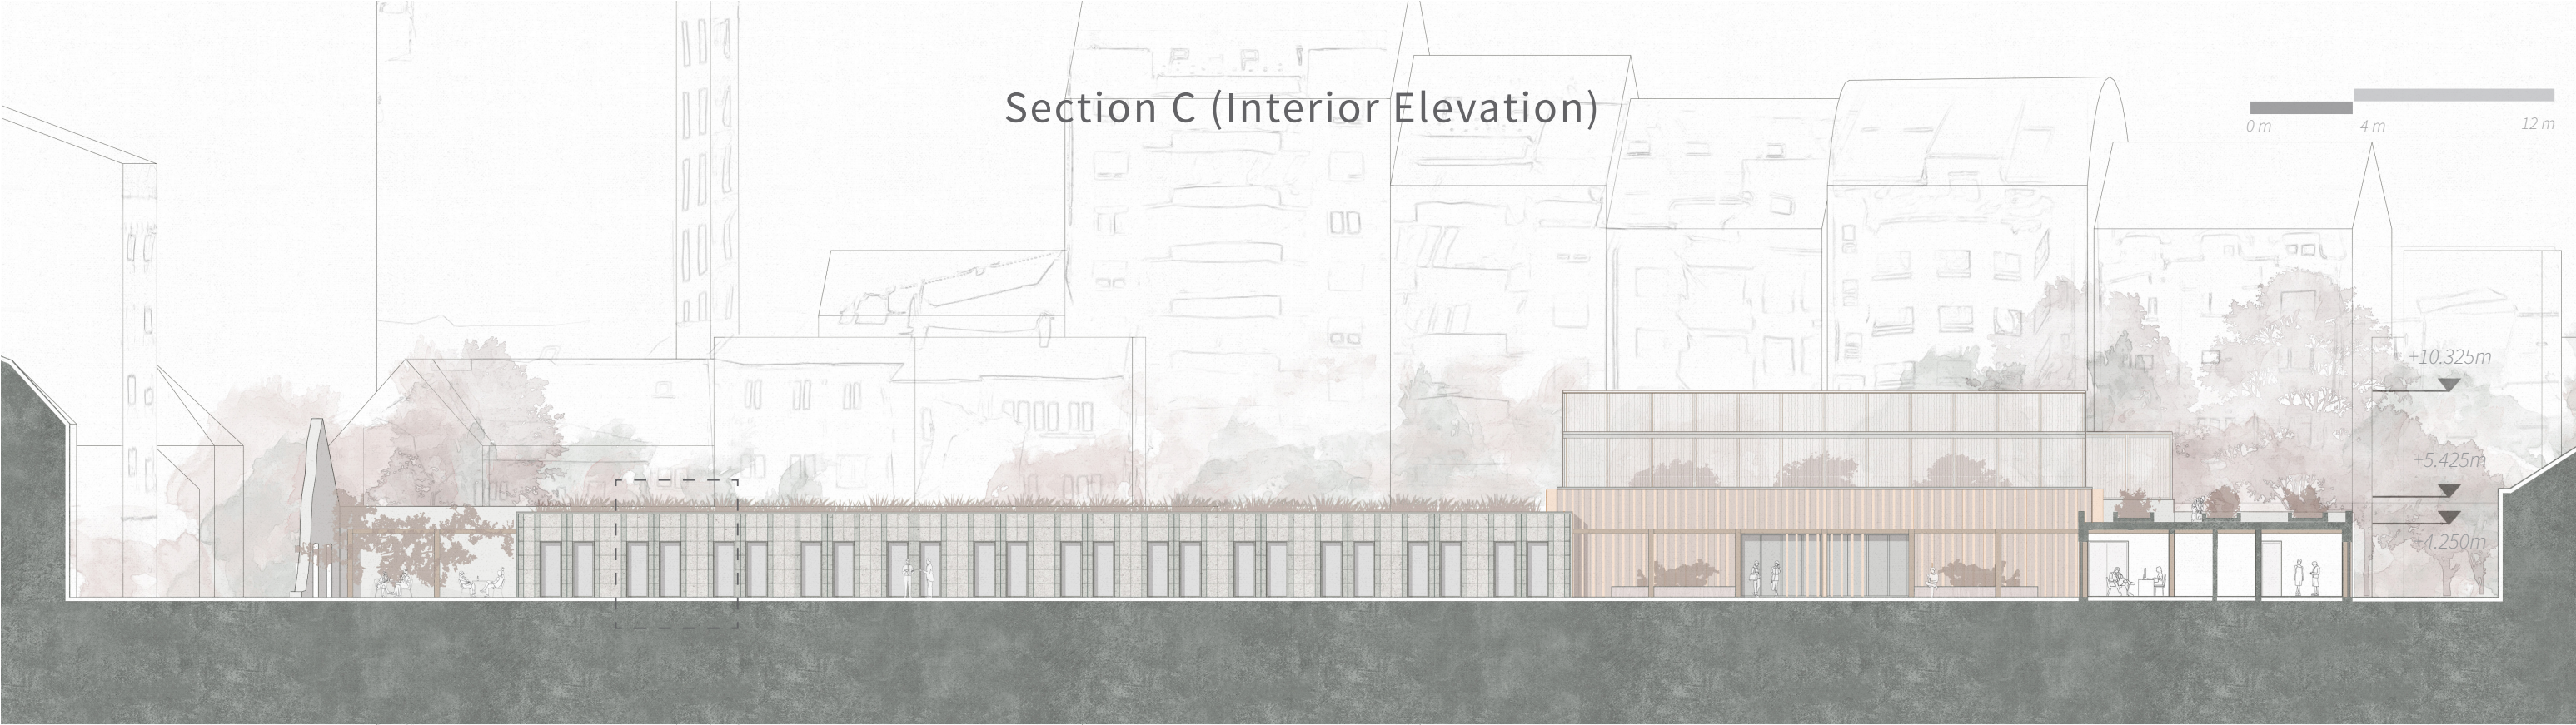 Section C (Interior Elevation)
0 m 4 m 12 m
+10.325m
+5.425m
+4.250m